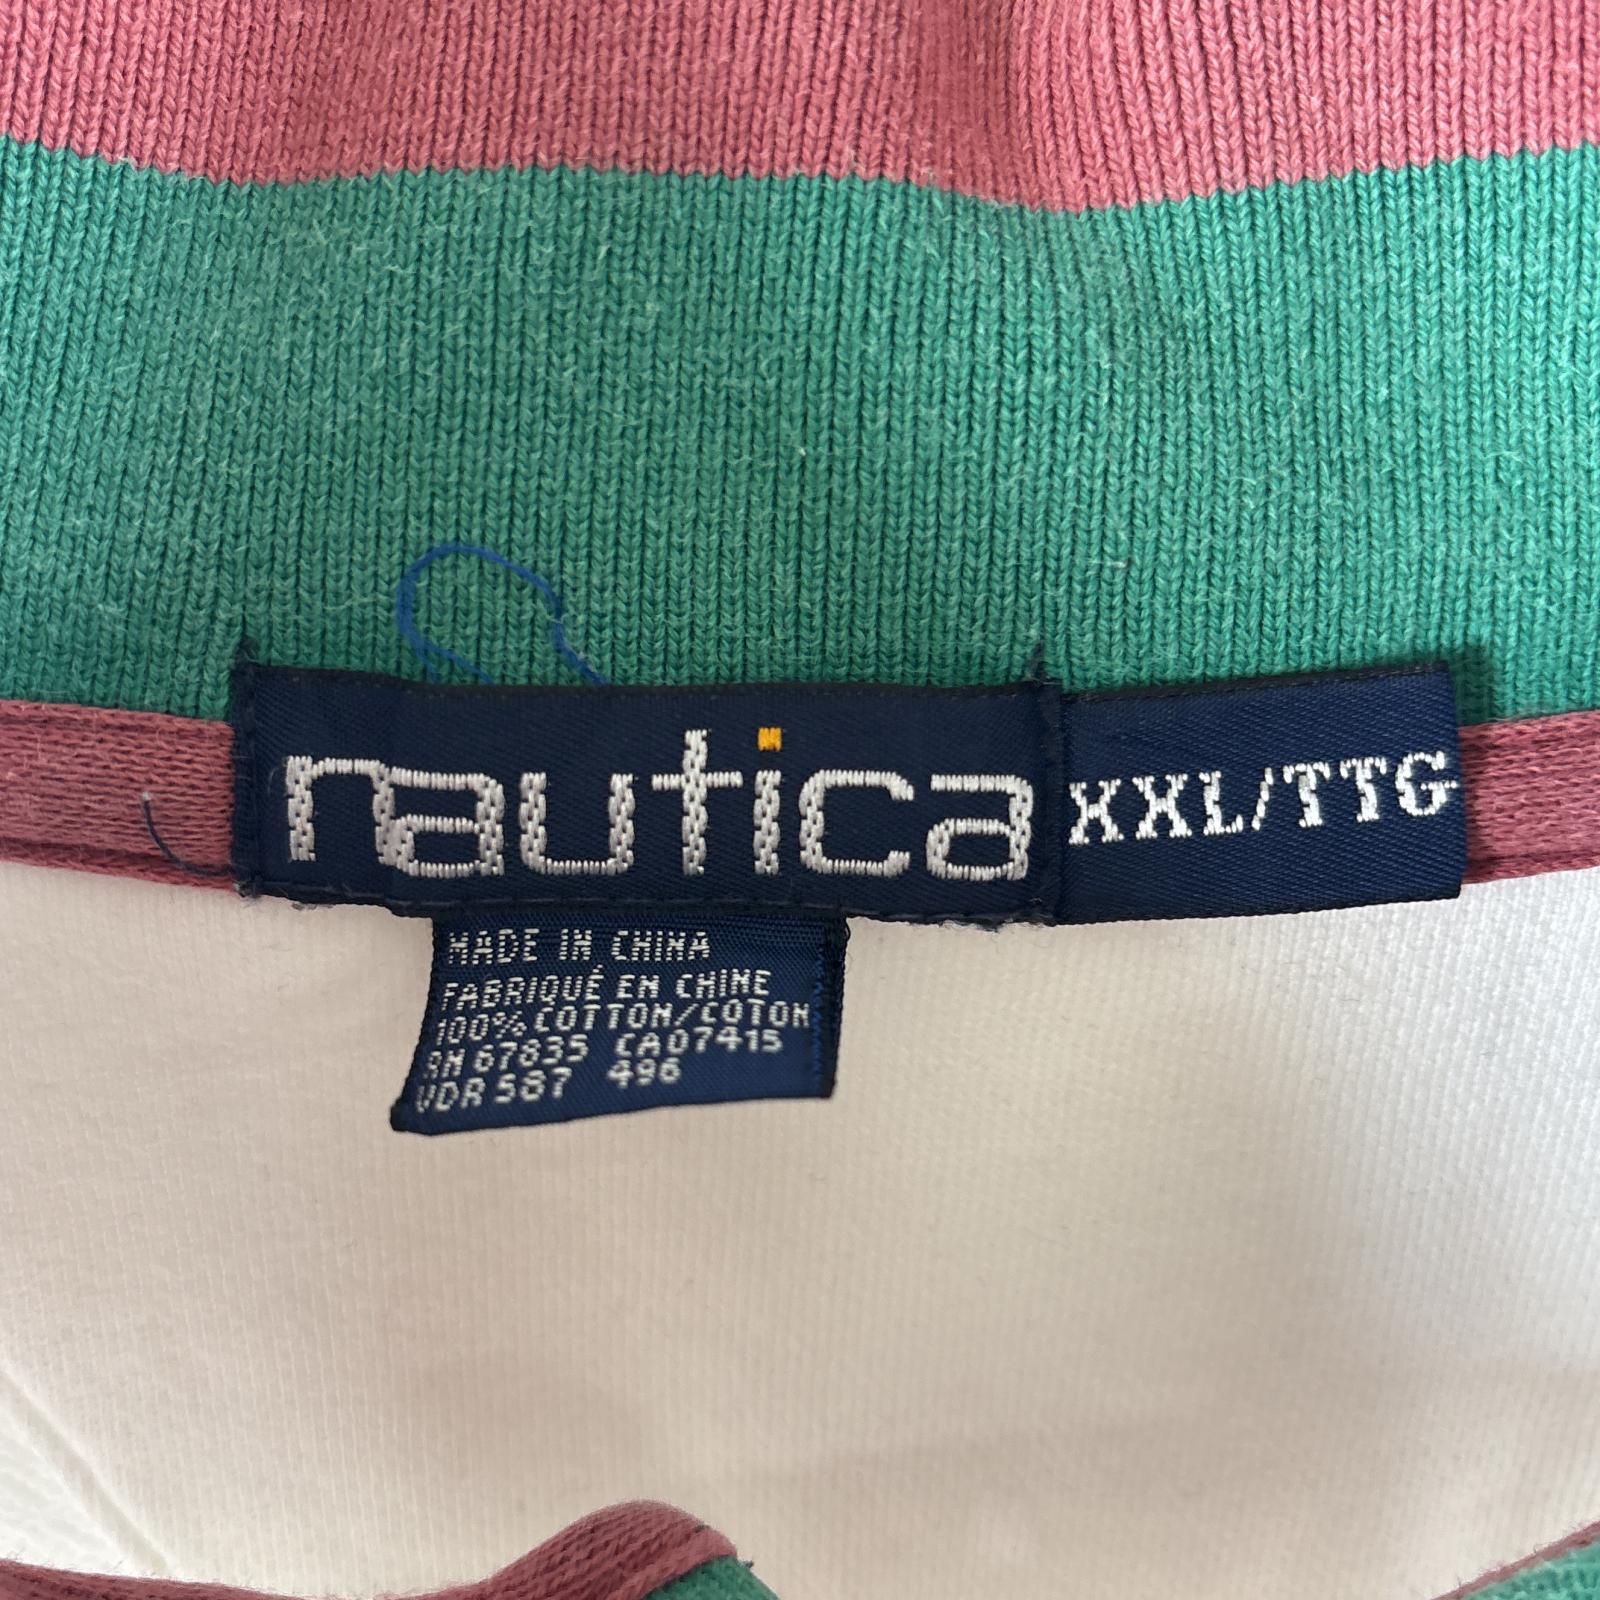 nautica
XXL/TTG
MADE IN CHINA
FABRIQUÉ EN CHINE
100% COTTON/COTON
RN 67835 CA07415
VDR 587 496